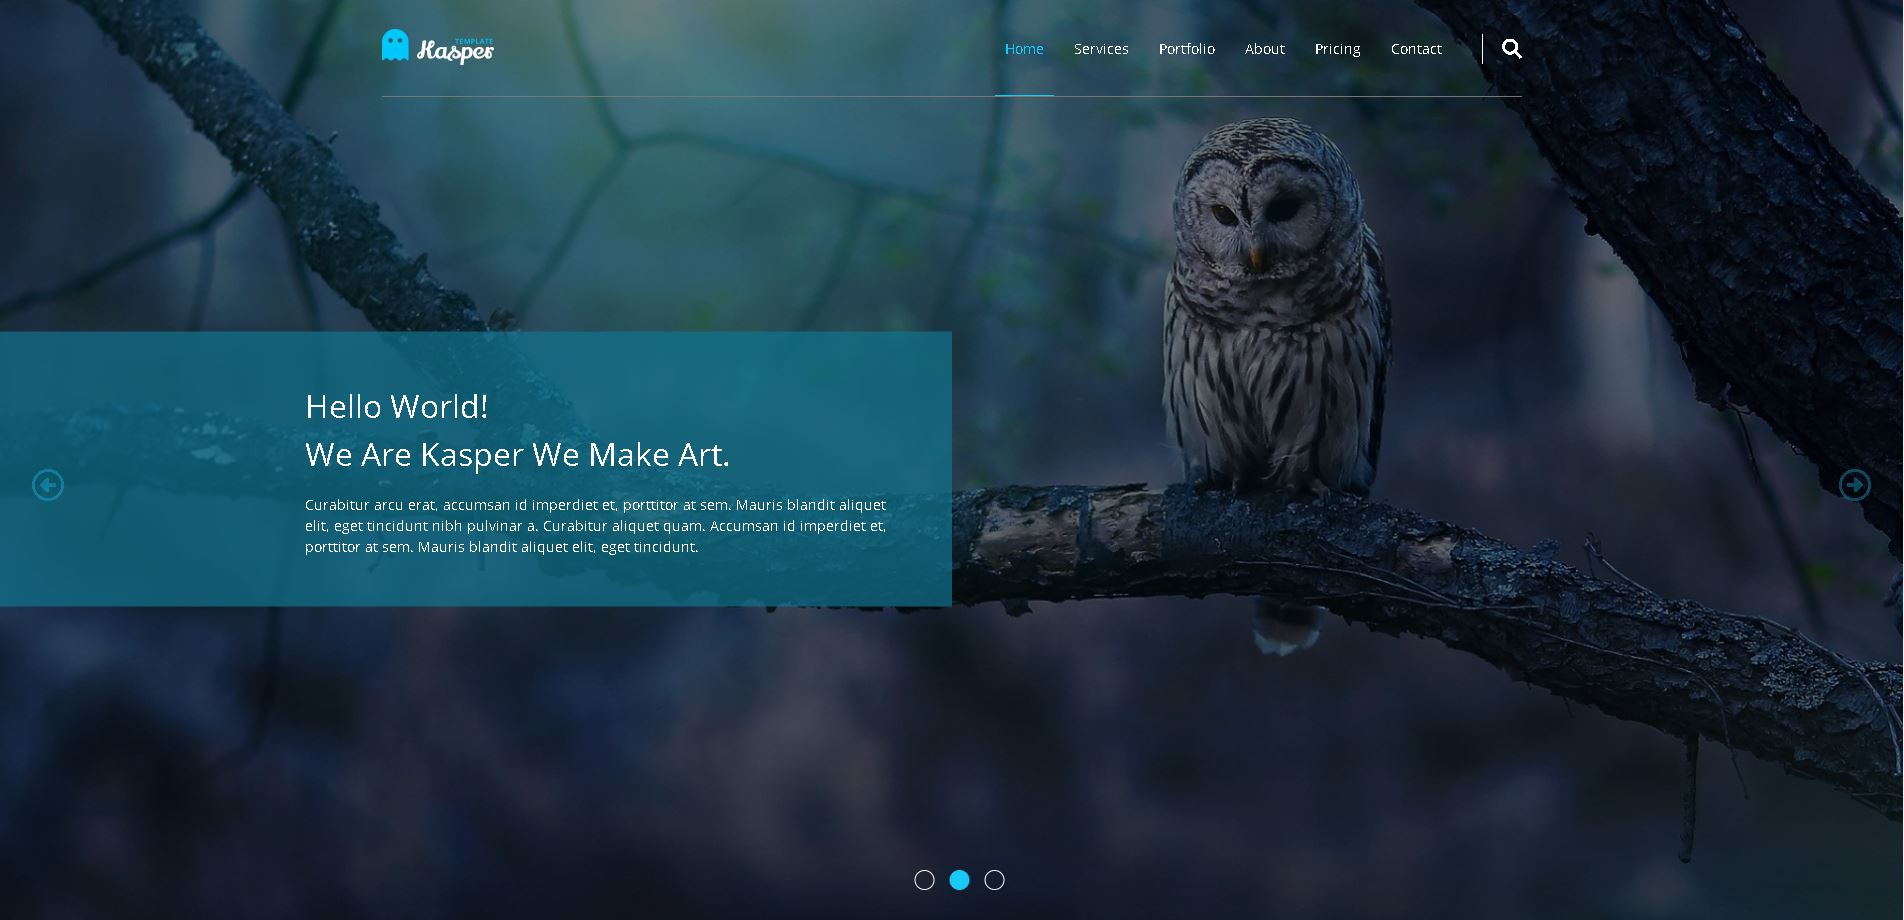 TEMPLATE
Kasper
Home Services Portfolio About Pricing Contact
Hello World!
We Are Kasper We Make Art.
Curabitur arcu erat, accumsan id imperdiet et, porttitor at sem. Mauris blandit aliquet
elit, eget tincidunt nibh pulvinar a. Curabitur aliquet quam. Accumsan id imperdiet et,
porttitor at sem. Mauris blandit aliquet elit, eget tincidunt.